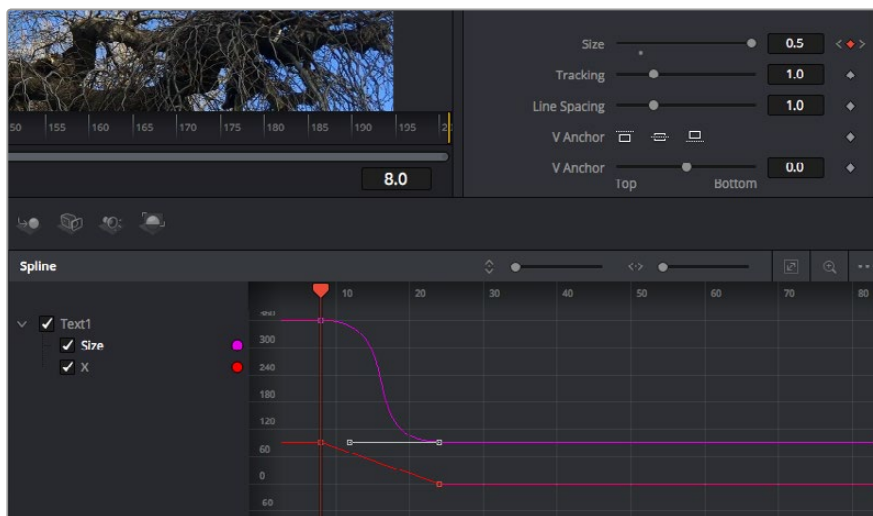 Size 0.5
Tracking 1.0
Line Spacing 1.0
V Anchor
V Anchor 0.0
Top Bottom
50 155 160 165 170 175 180 185 190 195
8.0
Spline
10 20 30 40 50 60 70 80
Text1
Size
X
300
240
180
120
60
0
60